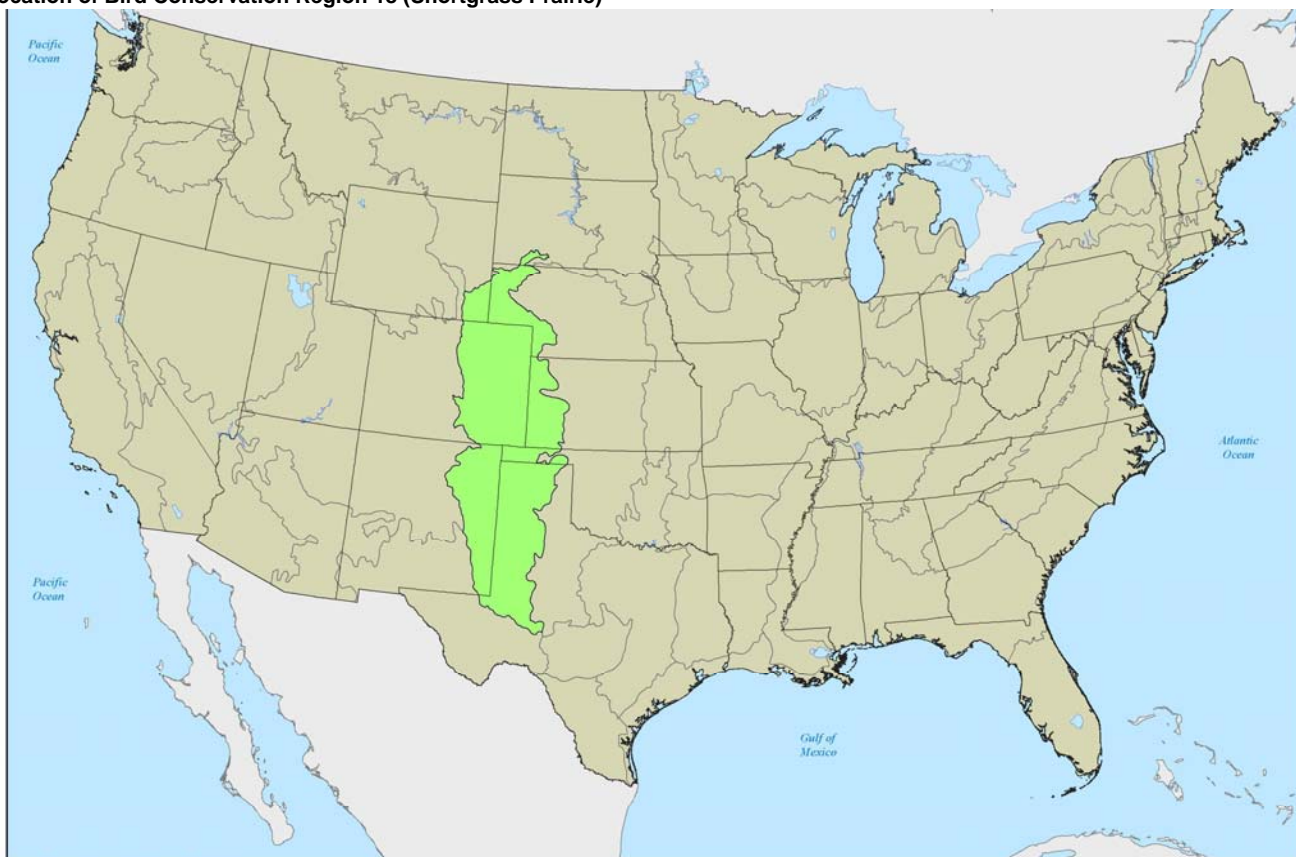 ocation of Bird Conservation Region 18 (Shortgrass Prairie)
Pacific
Ocean
Atlantic
Ocean
Pacific
Ocean
Gulf of
Mexico